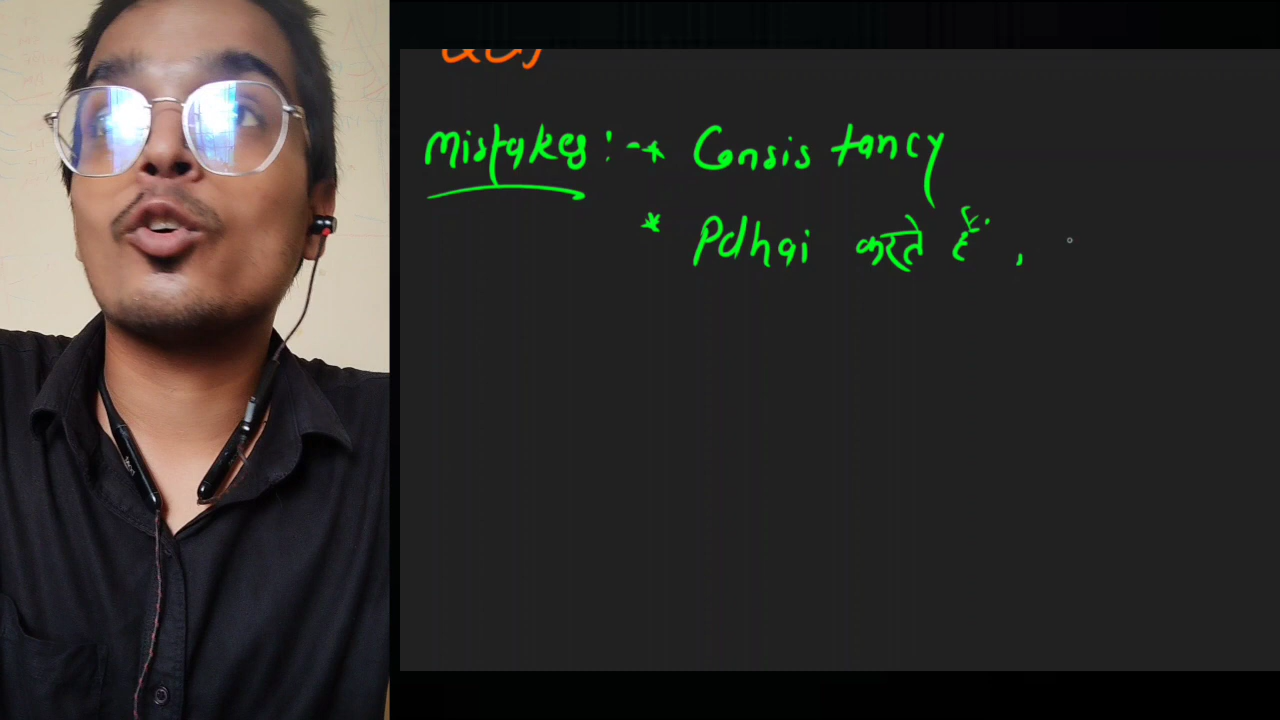 Mistakes :→ Consistancy
* Pdhai करते हैं ,